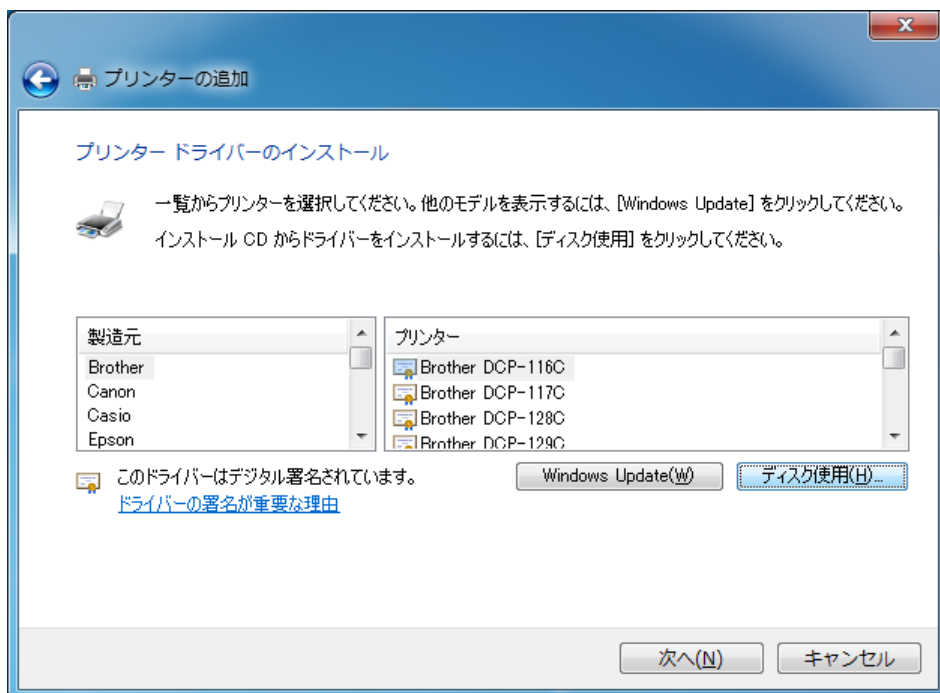 プリンターの追加
プリンター ドライバーのインストール
一覧からプリンターを選択してください。他のモデルを表示するには、[Windows Update] をクリックしてください。
インストール CD からドライバーをインストールするには、[ディスク使用] をクリックしてください。
製造元
Brother
Canon
Casio
Epson
プリンター
Brother DCP-116C
Brother DCP-117C
Brother DCP-128C
Brother DCP-129C
このドライバーはデジタル署名されています。
ドライバーの署名が重要な理由
Windows Update(W)
ディスク使用(H)...
次へ(N)
キャンセル